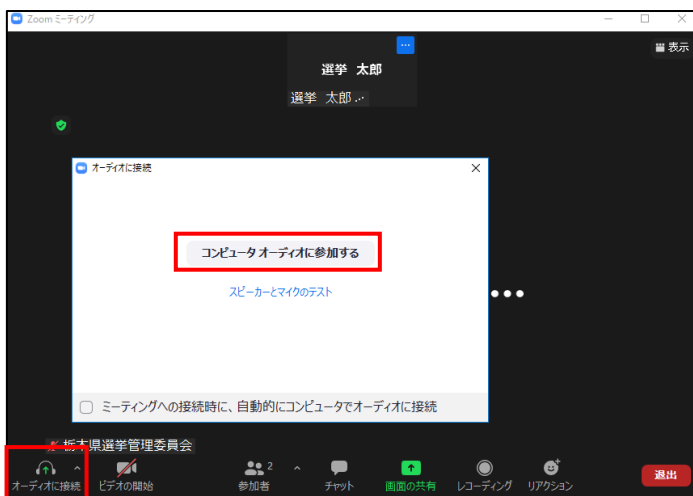 Zoom ミーティング
表示
選挙 太郎
選挙 太郎
オーディオに接続
コンピュータ オーディオに参加する
スピーカーとマイクのテスト
ミーティングへの接続時に、自動的にコンピュータでオーディオに接続
栃木県選挙管理委員会
オーディオに接続 ビデオの開始 2 参加者 チャット 画面の共有 レコーディング リアクション 退出